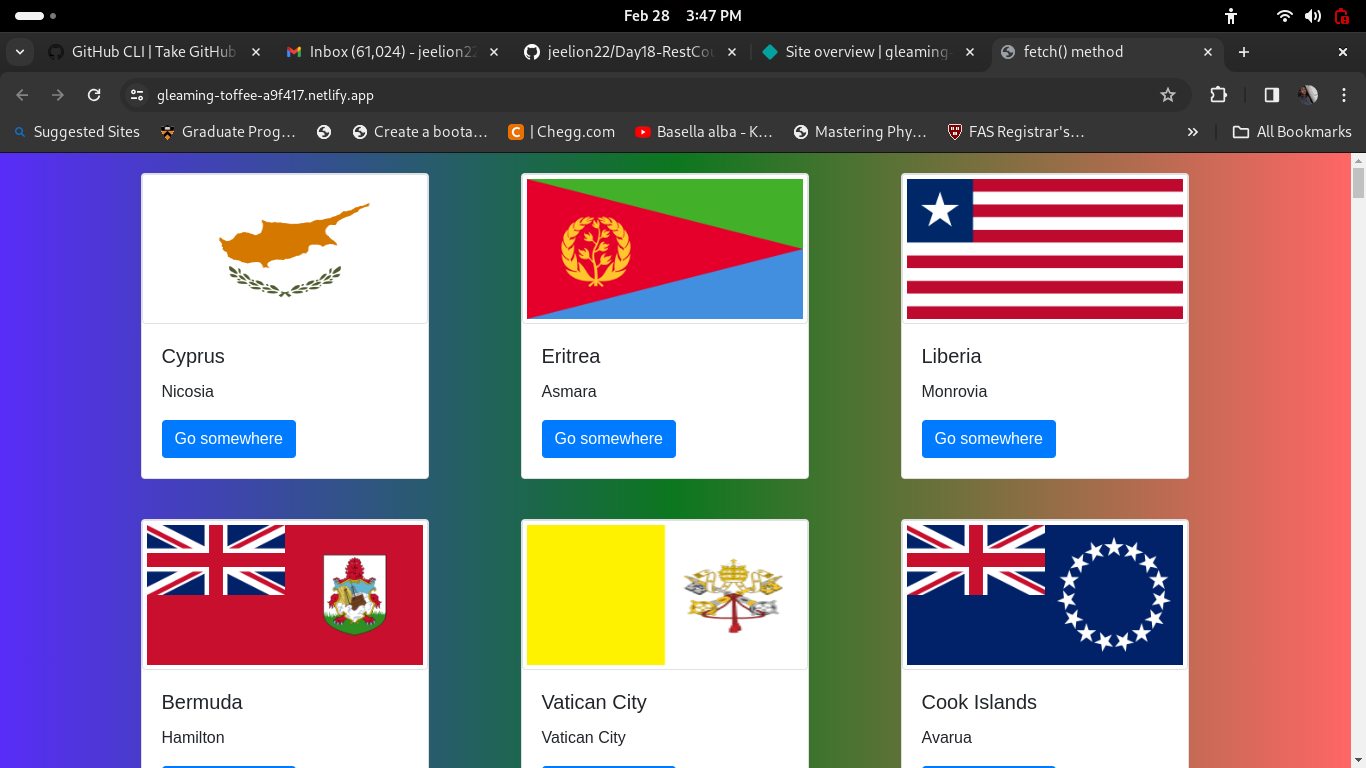 Feb 28 3:47 PM
GitHub CLI | Take GitHub
Inbox (61,024) - jeelion22
jeelion22/Day18-RestCou
Site overview | gleaming-
fetch() method
gleaming-toffee-a9f417.netlify.app
Suggested Sites
Graduate Prog…
Create a boota…
| Chegg.com
Basella alba - K…
Mastering Phy…
FAS Registrar's…
All Bookmarks
Cyprus
Nicosia
Go somewhere
Eritrea
Asmara
Go somewhere
Liberia
Monrovia
Go somewhere
Bermuda
Hamilton
Vatican City
Vatican City
Cook Islands
Avarua